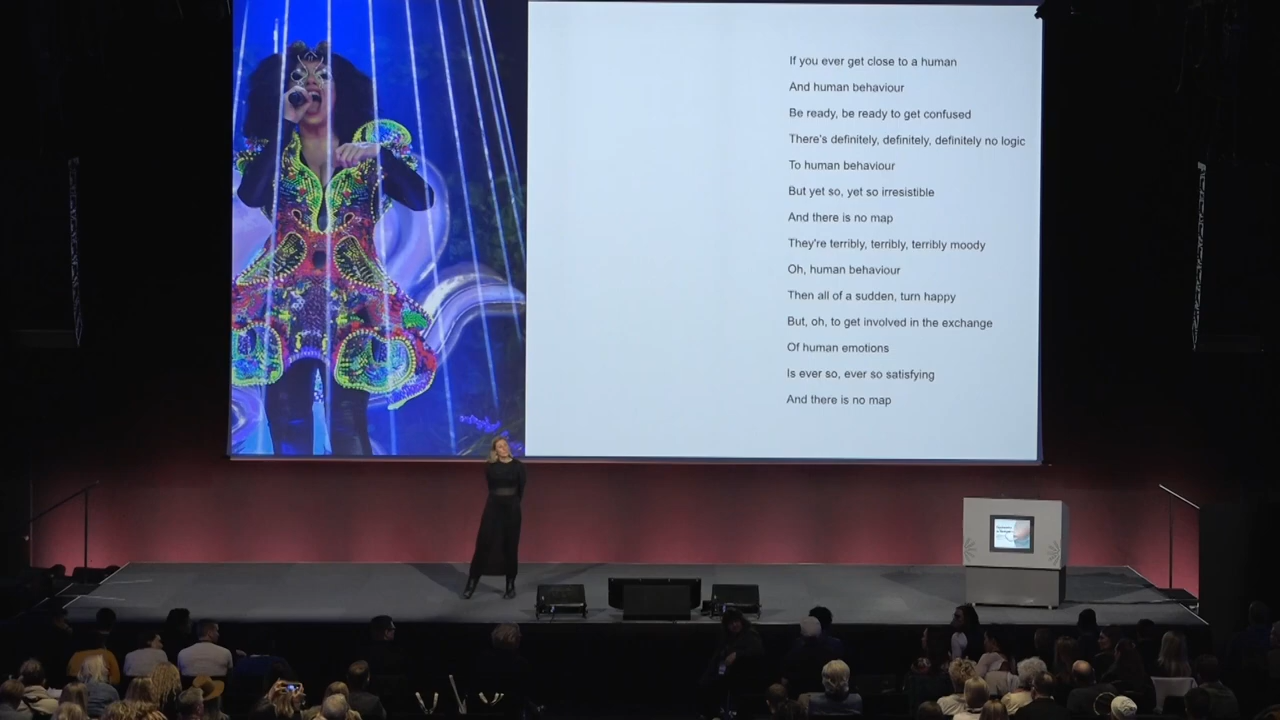 If you ever get close to a human
And human behaviour
Be ready, be ready to get confused
There's definitely, definitely, definitely no logic
To human behaviour
But yet so, yet so irresistible
And there is no map
They're terribly, terribly, terribly moody
Oh, human behaviour
Then all of a sudden, turn happy
But, oh, to get involved in the exchange
Of human emotions
Is ever so, ever so satisfying
And there is no map